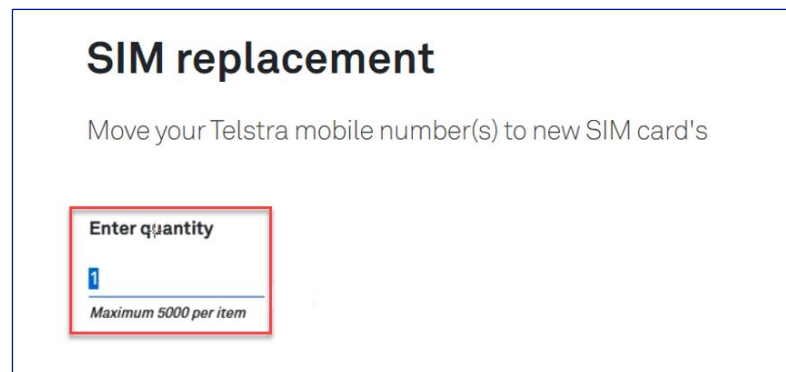 SIM replacement
Move your Telstra mobile number(s) to new SIM card's
Enter quantity
1
Maximum 5000 per item